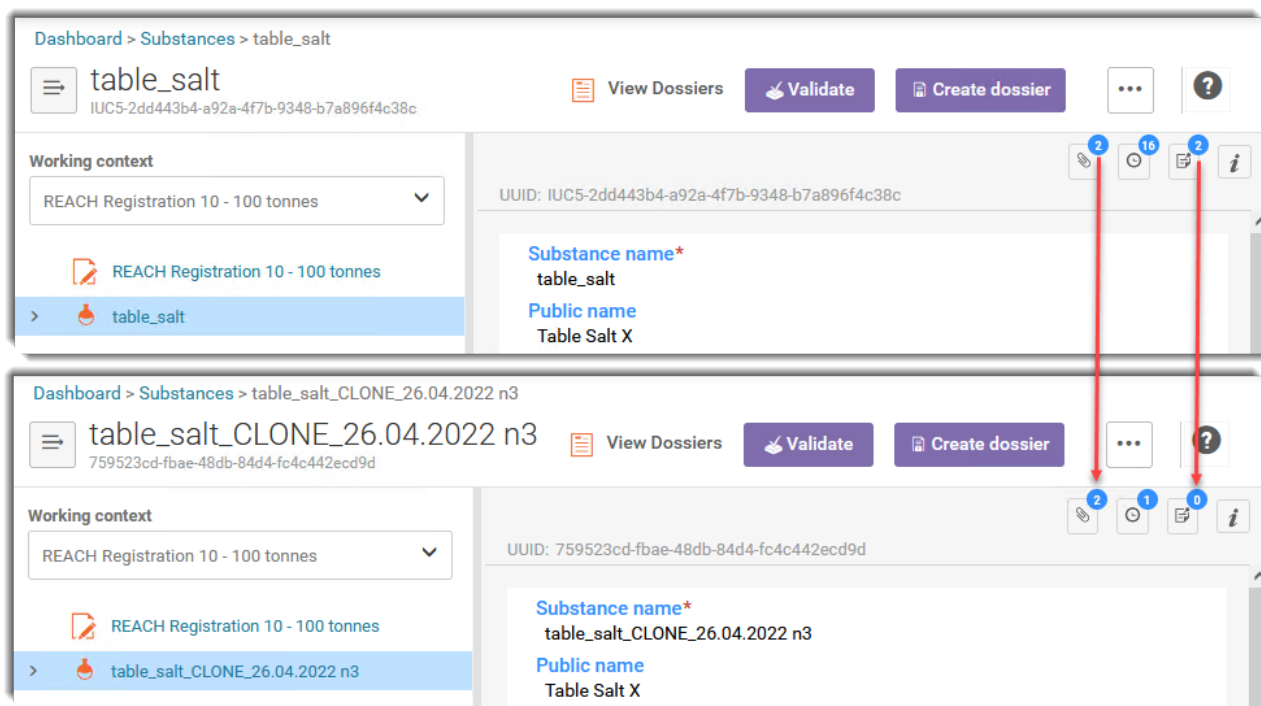 Dashboard > Substances > table_salt
table_salt
IUC5-2dd443b4-a92a-4f7b-9348-b7a896f4c38c
View Dossiers
Validate
Create dossier
...
?
Working context
REACH Registration 10 - 100 tonnes
REACH Registration 10 - 100 tonnes
table_salt
2
16
2
i
UUID: IUC5-2dd443b4-a92a-4f7b-9348-b7a896f4c38c
Substance name*
table_salt
Public name
Table Salt X
Dashboard > Substances > table_salt_CLONE_26.04.2022 n3
table_salt_CLONE_26.04.2022 n3
759523cd-fbae-48db-84d4-fc4c442ecd9d
View Dossiers
Validate
Create dossier
...
?
Working context
REACH Registration 10 - 100 tonnes
REACH Registration 10 - 100 tonnes
table_salt_CLONE_26.04.2022 n3
2
1
0
i
UUID: 759523cd-fbae-48db-84d4-fc4c442ecd9d
Substance name*
table_salt_CLONE_26.04.2022 n3
Public name
Table Salt X